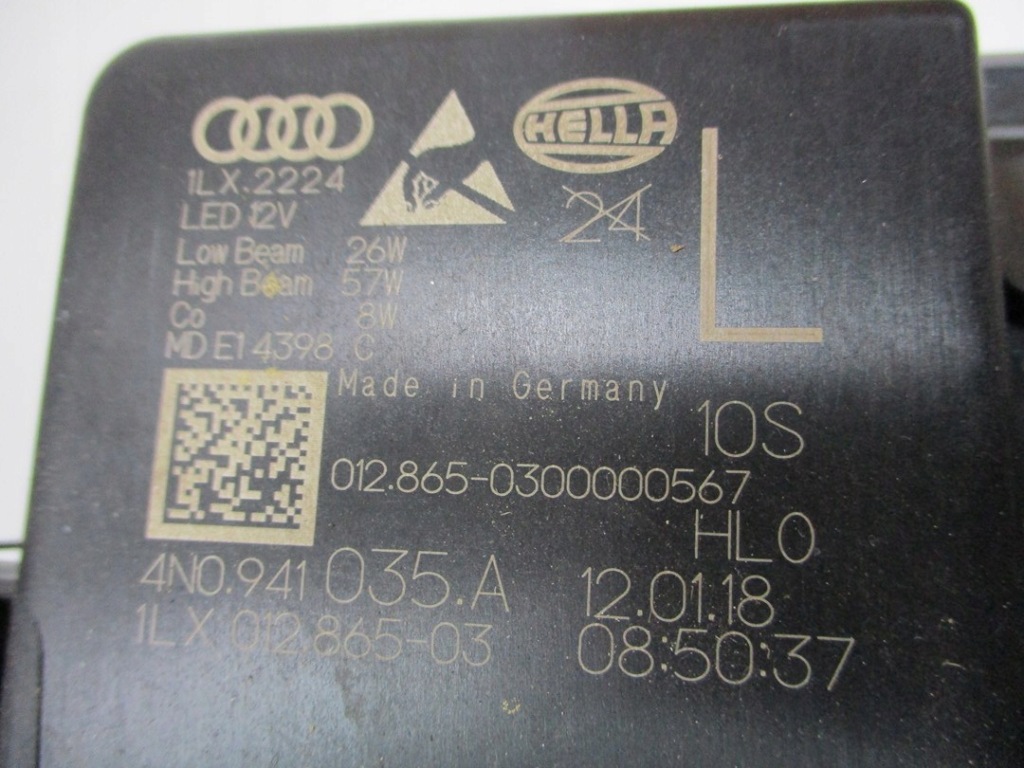 HELLA
1LX.2224
24
LED 12V
L
Low Beam 26W
High Beam 57W
Co 8W
MD E1 4398 C
Made in Germany
10S
012.865-0300000567
HL0
4N0.941 035.A 12.01.18
1LX.012.865-03 08:50:37